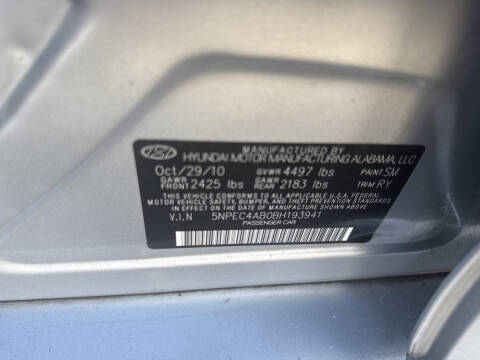 MANUFACTURED BY
HYUNDAI MOTOR MANUFACTURING ALABAMA, LLC
Oct/29/10 GVWR 4497 lbs PAINT SM
GAWR FRONT 2425 lbs GAWR REAR 2183 lbs TRIM RY
THIS VEHICLE CONFORMS TO ALL APPLICABLE U.S.A. FEDERAL
MOTOR VEHICLE SAFETY, BUMPER, AND THEFT PREVENTION STANDARDS
IN EFFECT ON THE DATE OF MANUFACTURE SHOWN ABOVE.
V.I.N 5NPEC4AB0BH193941
PASSENGER CAR